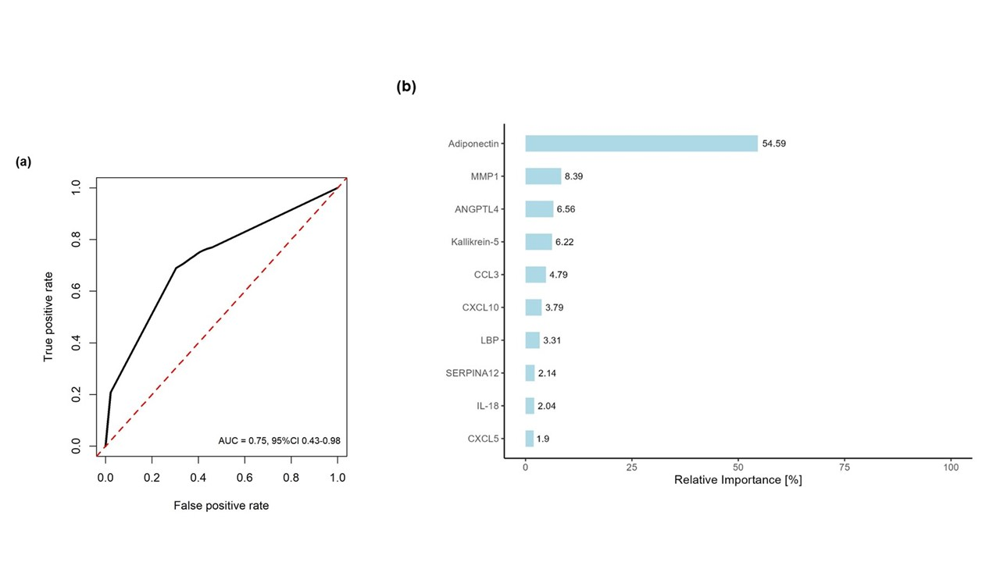 (a)
True positive rate
1.0
0.8
0.6
0.4
0.2
0.0
AUC = 0.75, 95%CI 0.43-0.98
0.0 0.2 0.4 0.6 0.8 1.0
False positive rate
(b)
Adiponectin 54.59
MMP1 8.39
ANGPTL4 6.56
Kallikrein-5 6.22
CCL3 4.79
CXCL10 3.79
LBP 3.31
SERPINA12 2.14
IL-18 2.04
CXCL5 1.9
0 25 50 75 100
Relative Importance [%]